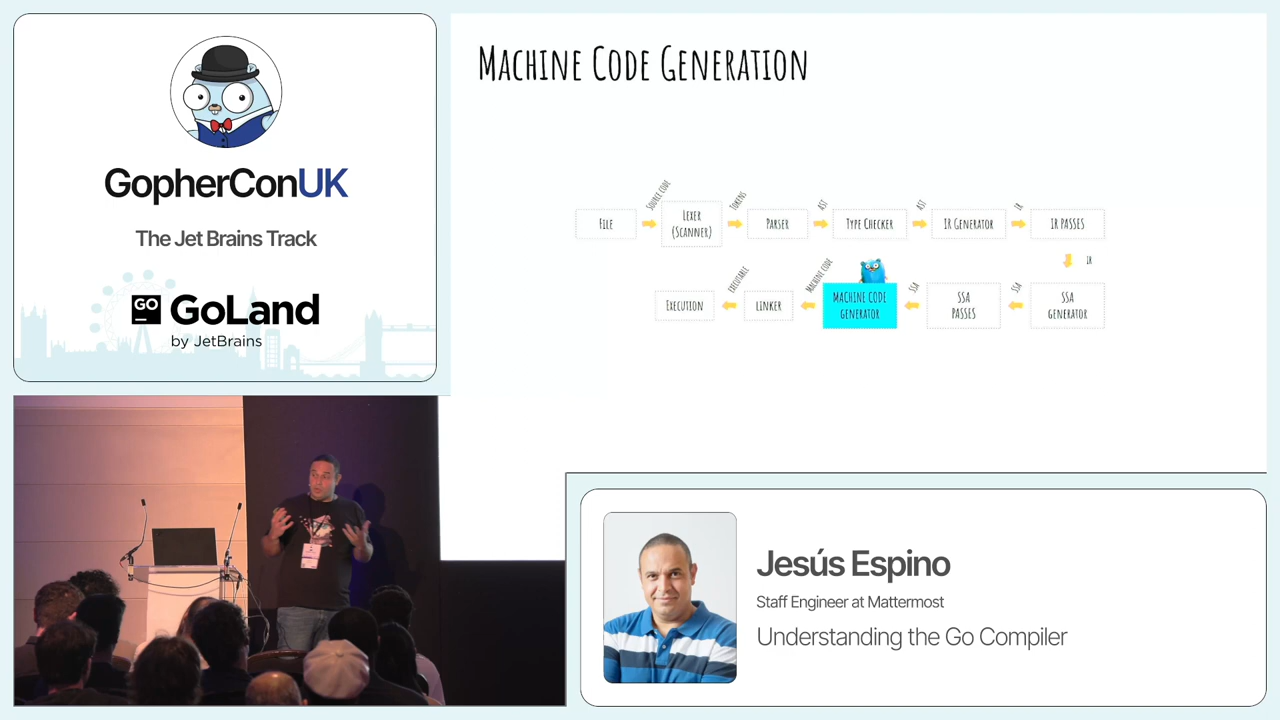 GopherConUK
The Jet Brains Track
GO
GoLand
by JetBrains
MACHINE CODE GENERATION
FILE
SOURCE CODE
LEXER
(SCANNER)
TOKENS
PARSER
AST
TYPE CHECKER
AST
IR GENERATOR
IR
IR PASSES
IR
EXECUTION
EXECUTABLE
LINKER
MACHINE CODE
MACHINE CODE
GENERATOR
SSA
SSA
PASSES
SSA
SSA
GENERATOR
Jesús Espino
Staff Engineer at Mattermost
Understanding the Go Compiler